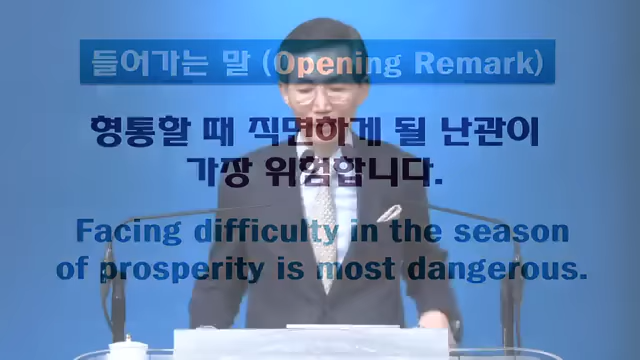 들어가는 말 (Opening Remark)
형통할 때 직면하게 될 난관이
가장 위험합니다.
Facing difficulty in the season
of prosperity is most dangerous.